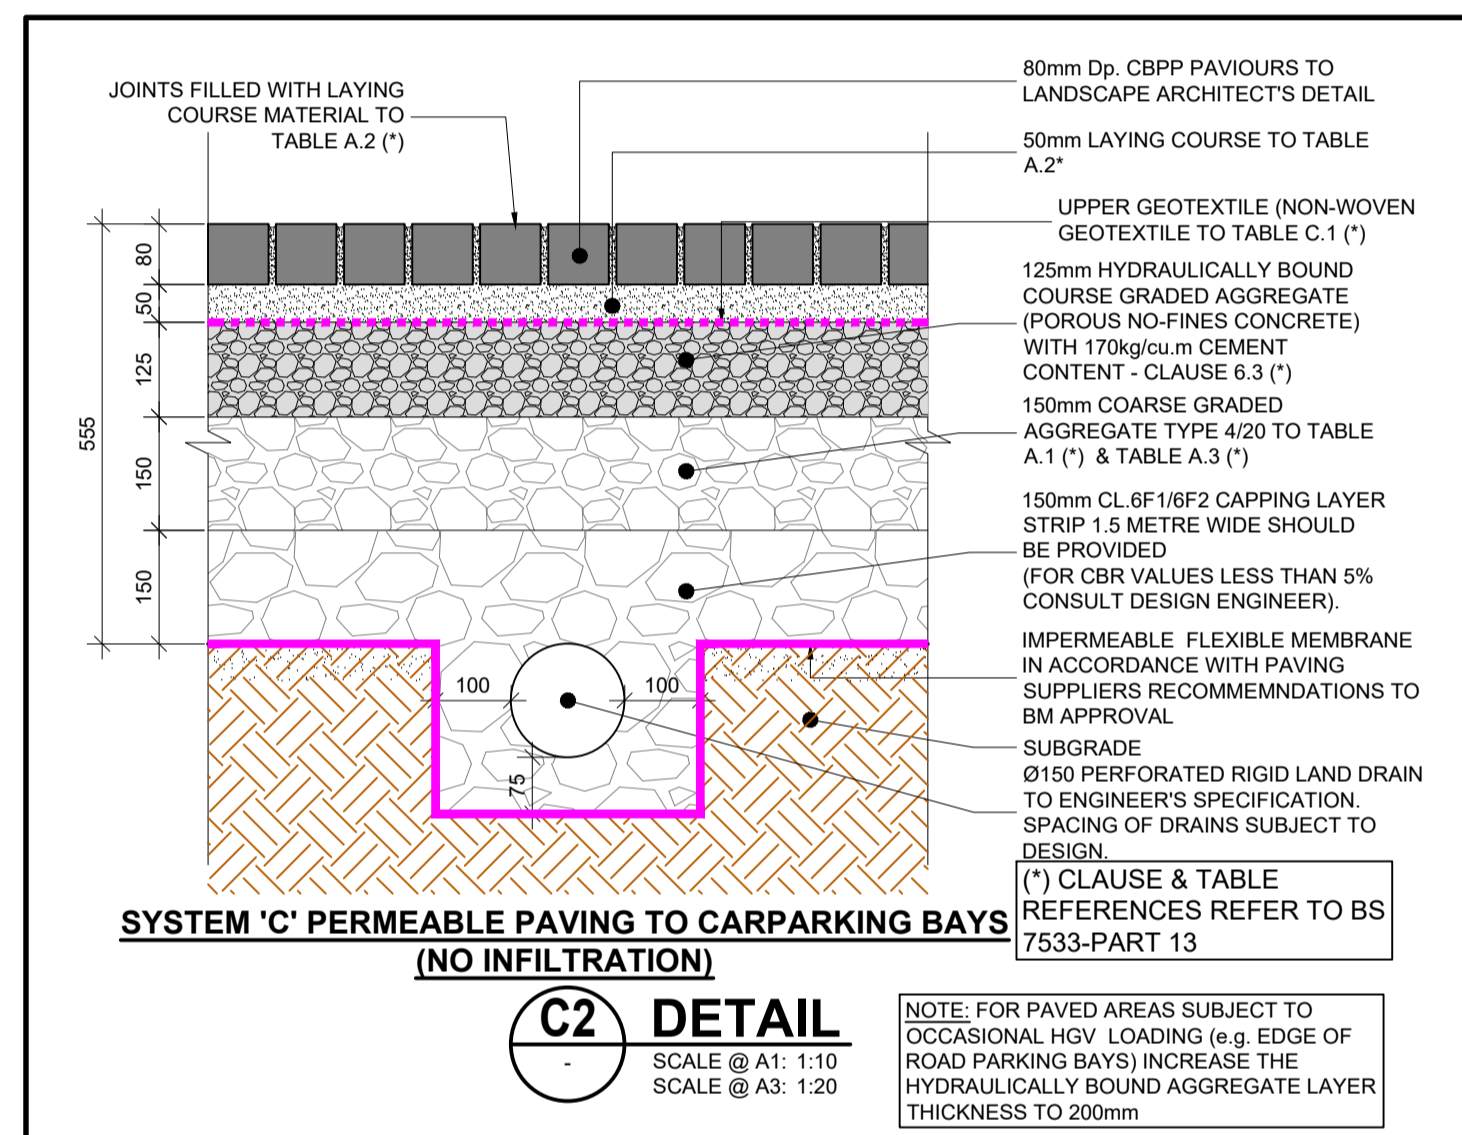 JOINTS FILLED WITH LAYING
COURSE MATERIAL TO
TABLE A.2 (*)
80mm Dp. CBPP PAVIOURS TO
LANDSCAPE ARCHITECT'S DETAIL
50mm LAYING COURSE TO TABLE
A.2*
UPPER GEOTEXTILE (NON-WOVEN
GEOTEXTILE TO TABLE C.1 (*)
125mm HYDRAULICALLY BOUND
COURSE GRADED AGGREGATE
(POROUS NO-FINES CONCRETE)
WITH 170kg/cu.m CEMENT
CONTENT - CLAUSE 6.3 (*)
150mm COARSE GRADED
AGGREGATE TYPE 4/20 TO TABLE
A.1 (*) & TABLE A.3 (*)
150mm CL.6F1/6F2 CAPPING LAYER
STRIP 1.5 METRE WIDE SHOULD
BE PROVIDED
(FOR CBR VALUES LESS THAN 5%
CONSULT DESIGN ENGINEER).
IMPERMEABLE FLEXIBLE MEMBRANE
IN ACCORDANCE WITH PAVING
SUPPLIERS RECOMMEMNDATIONS TO
BM APPROVAL
SUBGRADE
Ø150 PERFORATED RIGID LAND DRAIN
TO ENGINEER'S SPECIFICATION.
SPACING OF DRAINS SUBJECT TO
DESIGN.
555
80
50
125
150
150
100
100
75
(*) CLAUSE & TABLE
REFERENCES REFER TO BS
7533-PART 13
SYSTEM 'C' PERMEABLE PAVING TO CARPARKING BAYS
(NO INFILTRATION)
C2
-
DETAIL
SCALE @ A1: 1:10
SCALE @ A3: 1:20
NOTE: FOR PAVED AREAS SUBJECT TO
OCCASIONAL HGV LOADING (e.g. EDGE OF
ROAD PARKING BAYS) INCREASE THE
HYDRAULICALLY BOUND AGGREGATE LAYER
THICKNESS TO 200mm